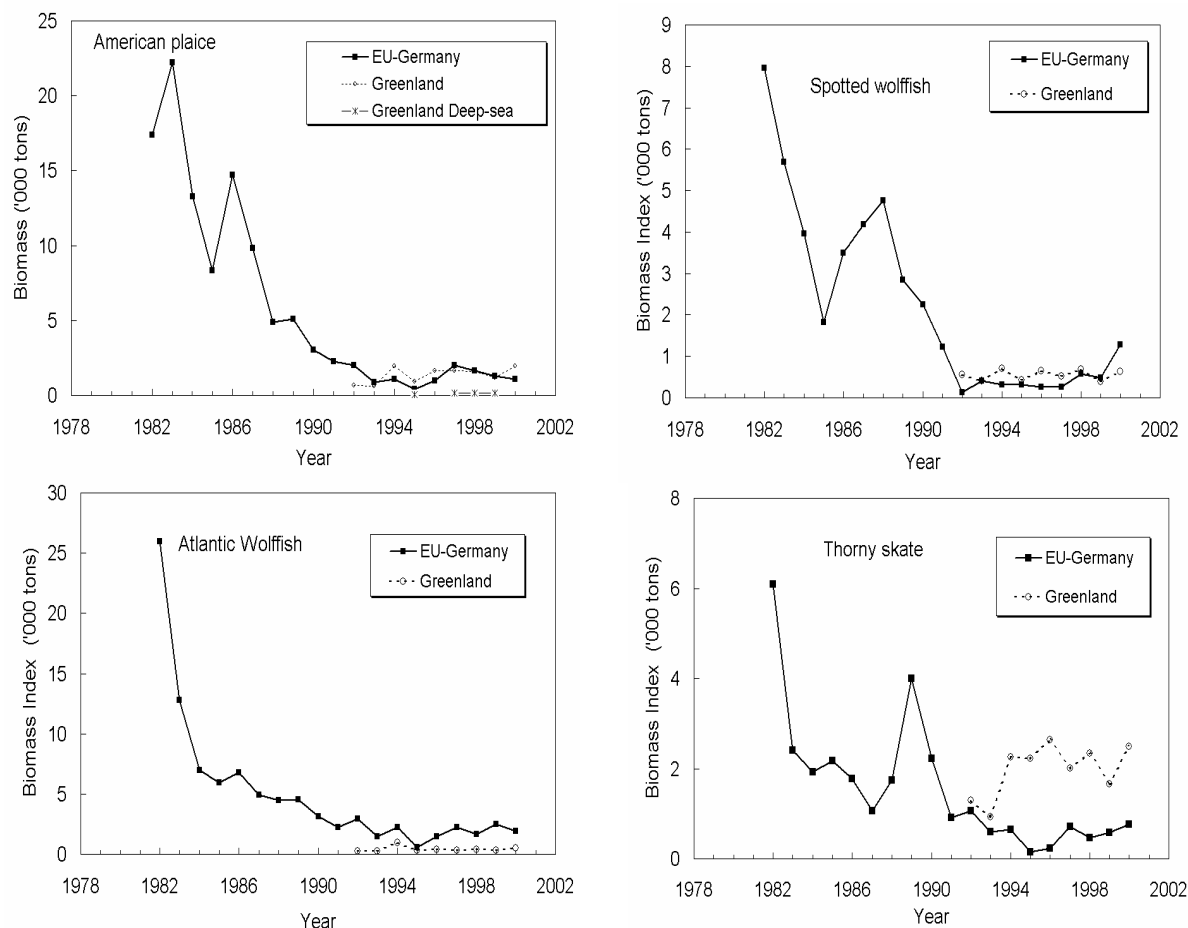 American plaice
EU-Germany
Greenland
Greenland Deep-sea
Biomass ('000 tons)
25
20
15
10
5
0
1978 1982 1986 1990 1994 1998 2002
Year
Spotted wolffish
EU-Germany
Greenland
Biomass Index ('000 tons)
9
8
7
6
5
4
3
2
1
0
1978 1982 1986 1990 1994 1998 2002
Year
Atlantic Wolffish
EU-Germany
Greenland
Biomass Index ('000 tons)
30
25
20
15
10
5
0
1978 1982 1986 1990 1994 1998 2002
Year
Thorny skate
EU-Germany
Greenland
Biomass Index ('000 tons)
8
6
4
2
0
1978 1982 1986 1990 1994 1998 2002
Year